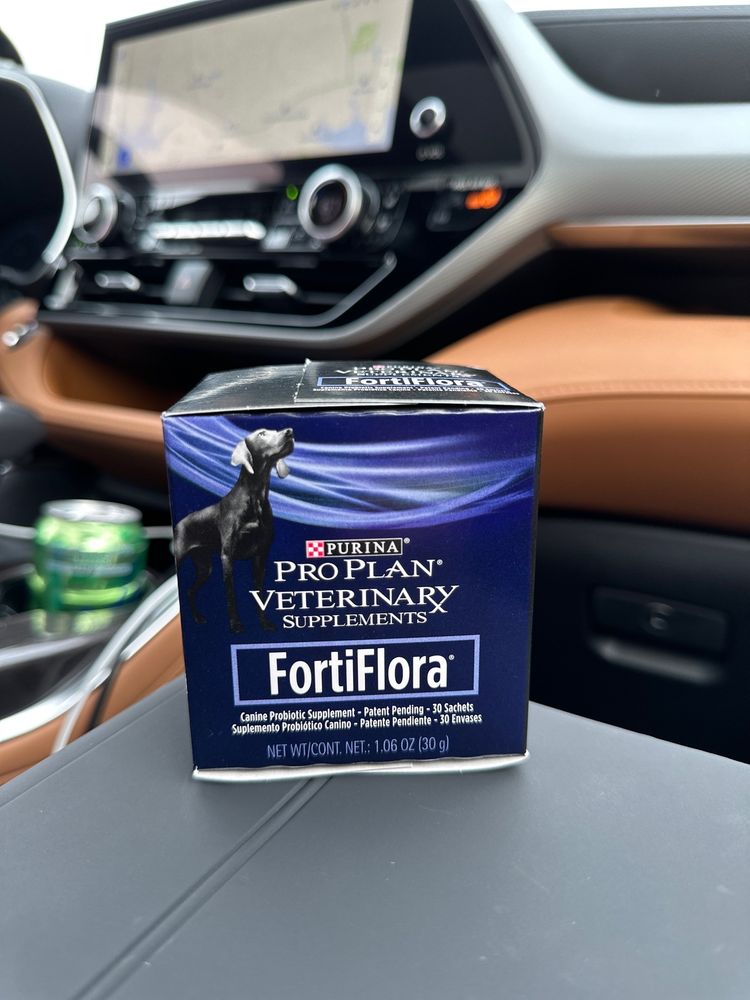 FortiFlora
PURINA®
PRO PLAN®
VETERINARY
SUPPLEMENTS
FortiFlora®
Canine Probiotic Supplement - Patent Pending - 30 Sachets
Suplemento Probiótico Canino - Patente Pendiente - 30 Envases
NET WT/CONT. NET.: 1.06 OZ (30 g)